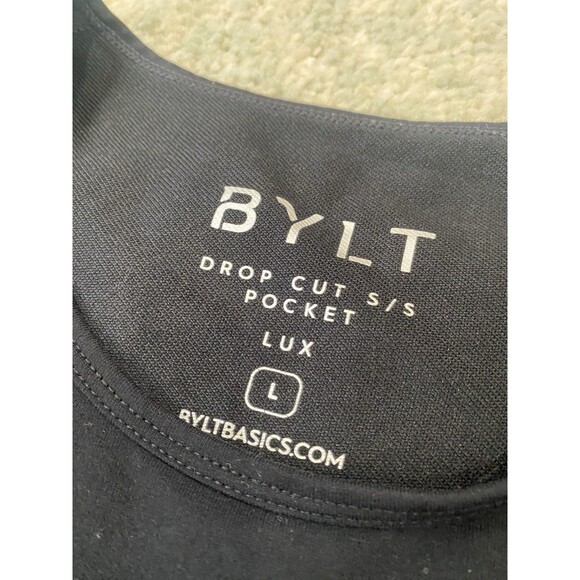 BYLT
DROP CUT S/S
POCKET
LUX
L
BYLTBASICS.COM